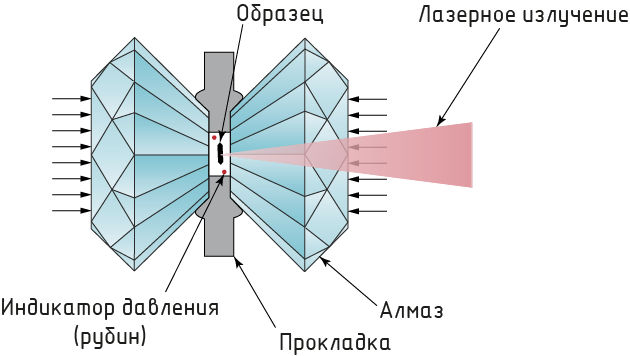 Образец
Лазерное излучение
Индикатор давления
(рубин)
Алмаз
Прокладка